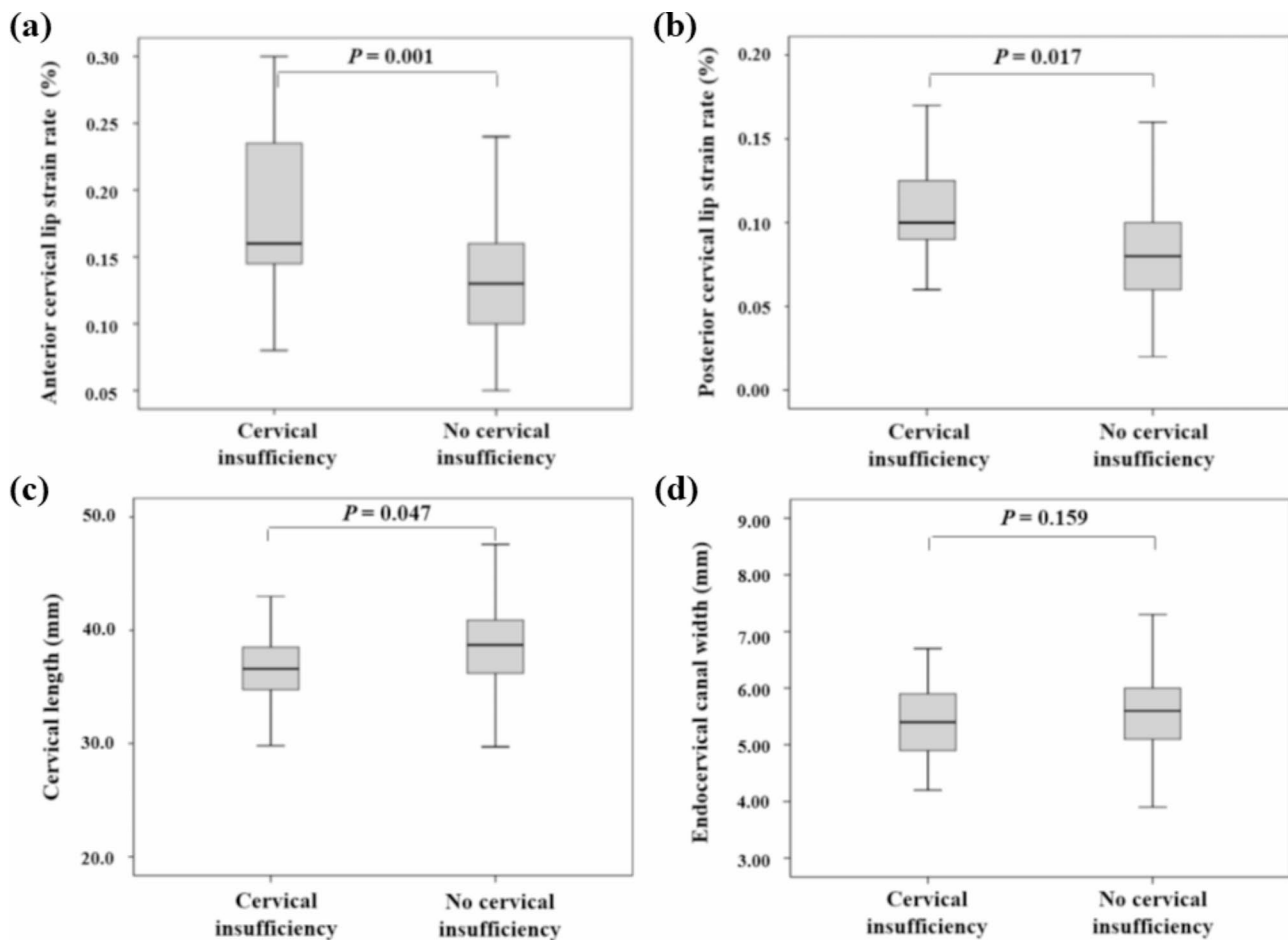 (a)
Anterior cervical lip strain rate (%)
0.30
0.25
0.20
0.15
0.10
0.05
P = 0.001
Cervical
insufficiency
No cervical
insufficiency
(b)
Posterior cervical lip strain rate (%)
0.20
0.15
0.10
0.05
0.00
P = 0.017
Cervical
insufficiency
No cervical
insufficiency
(c)
Cervical length (mm)
50.0
40.0
30.0
20.0
P = 0.047
Cervical
insufficiency
No cervical
insufficiency
(d)
Endocervical canal width (mm)
9.00
8.00
7.00
6.00
5.00
4.00
3.00
P = 0.159
Cervical
insufficiency
No cervical
insufficiency